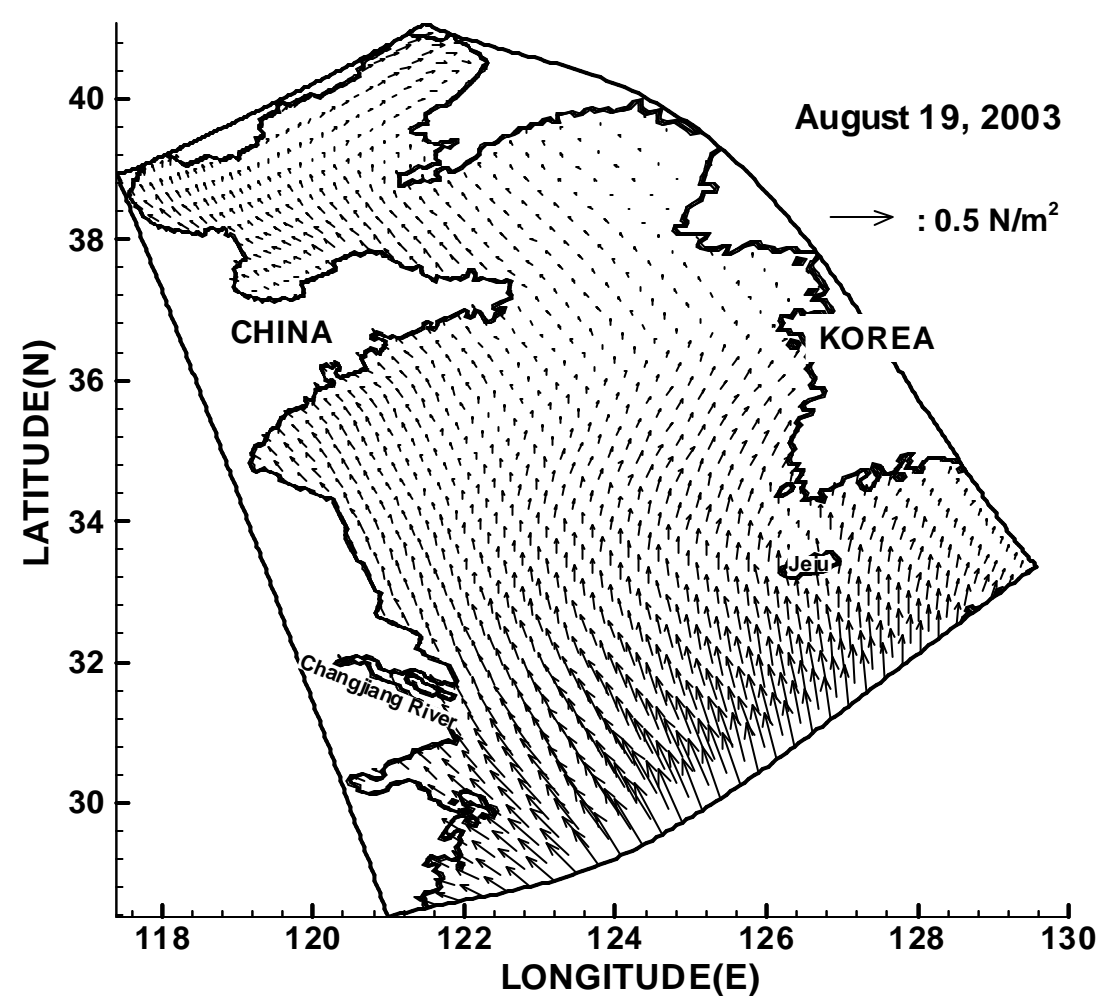 August 19, 2003
: 0.5 N/m²
CHINA
KOREA
Jeju
Changjiang River
LATITUDE(N)
40
38
36
34
32
30
118
120
122
124
126
128
130
LONGITUDE(E)